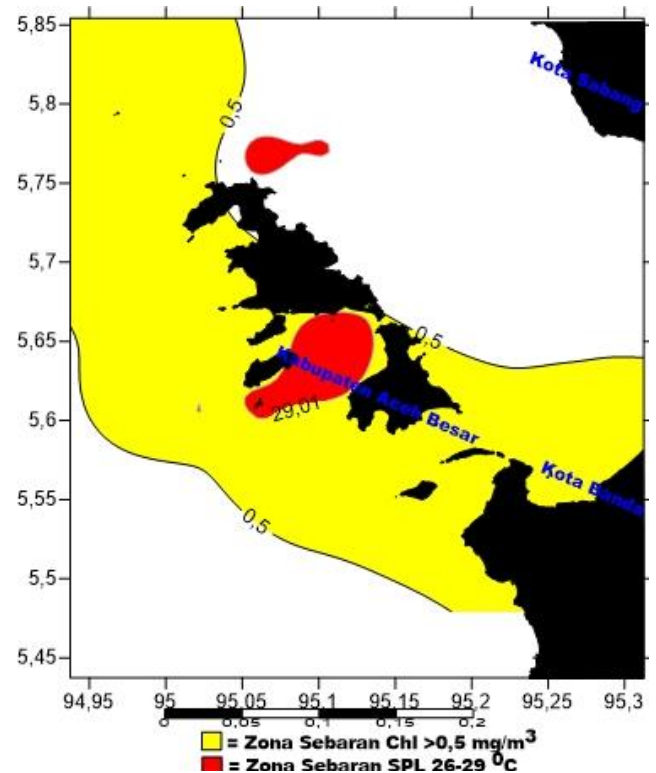 5,85
5,8
5,75
5,7
5,65
5,6
5,55
5,5
5,45
Kota Sabang
0,5
0,5
Kabupaten Aceh Besar
29,01
Kota Banda
0,5
94,95 95 95,05 95,1 95,15 95,2 95,25 95,3
0 0,05 0,1 0,2
= Zona Sebaran Chl >0,5 mg/m³
= Zona Sebaran SPL 26-29 ⁰C